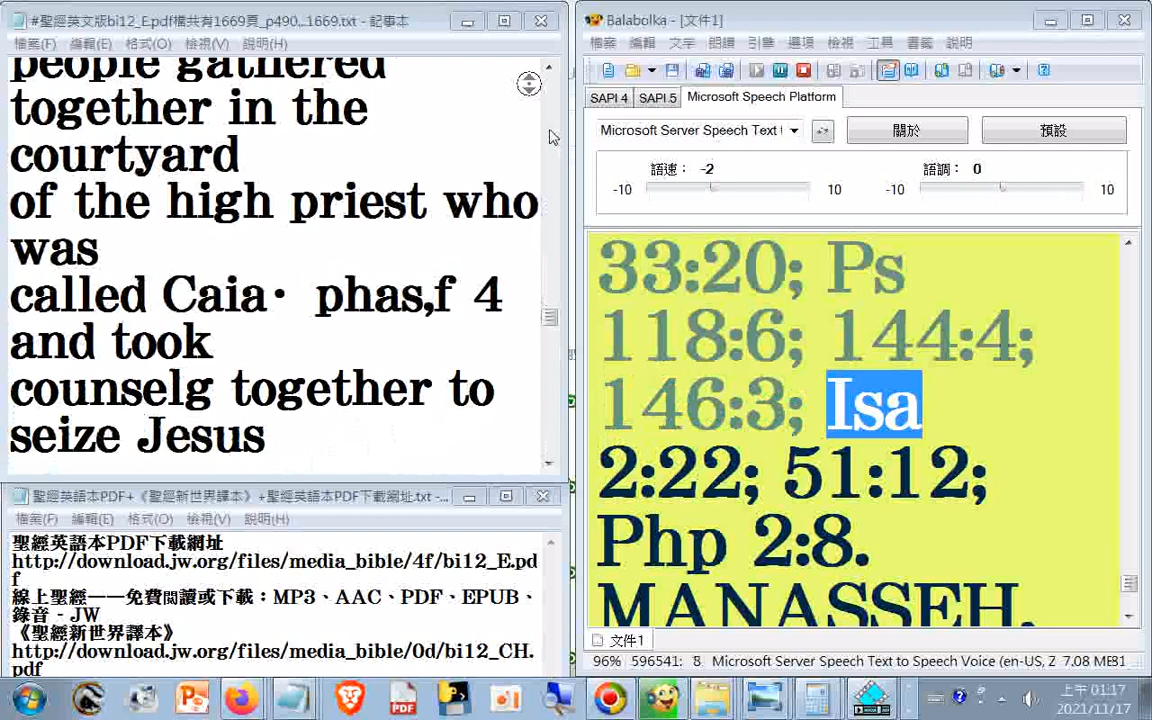 #聖經英文版bi12_E.pdf橫共有1669頁_p490,..1669.txt - 記事本
檔案(F) 編輯(E) 格式(O) 檢視(V) 說明(H)
people gathered
together in the
courtyard
of the high priest who
was
called Caia· phas,f 4
and took
counselg together to
seize Jesus
聖經英語本PDF+《聖經新世界譯本》+聖經英語本PDF下載網址.txt -...
檔案(F) 編輯(E) 格式(O) 檢視(V) 說明(H)
聖經英語本PDF下載網址
http://download.jw.org/files/media_bible/4f/bi12_E.pd
f
線上聖經——免費閱讀或下載：MP3、AAC、PDF、EPUB、
錄音 - JW
《聖經新世界譯本》
http://download.jw.org/files/media_bible/0d/bi12_CH.
pdf
Balabolka - [文件1]
檔案 編輯 文字 朗讀 引擎 選項 檢視 工具 書籤 說明
SAPI 4 SAPI 5 Microsoft Speech Platform
Microsoft Server Speech Text 關於 預設
語速： -2 語調： 0
-10 10 -10 10
33:20; Ps
118:6; 144:4;
146:3; Isa
2:22; 51:12;
Php 2:8.
MANASSEH,
文件1
96% 596541: 8 Microsoft Server Speech Text to Speech Voice (en-US, Z 7.08 MB
上午 01:17
2021/11/17